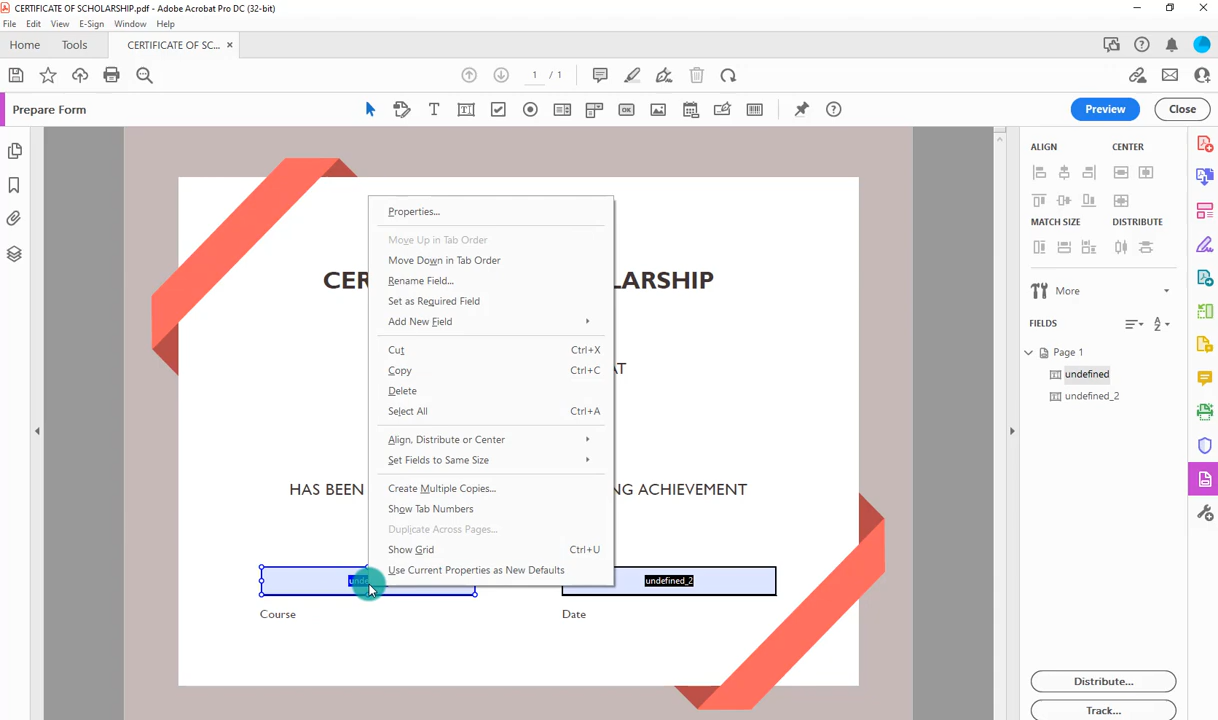 CERTIFICATE OF SCHOLARSHIP.pdf - Adobe Acrobat Pro DC (32-bit)
File Edit View E-Sign Window Help
Home Tools CERTIFICATE OF SC... ×
1 / 1
Prepare Form
Preview
Close
ALIGN CENTER
MATCH SIZE DISTRIBUTE
More
FIELDS
Page 1
undefined
undefined_2
Distribute...
Track...
CER
LARSHIP
AT
HAS BEEN
NG ACHIEVEMENT
Properties...
Move Up in Tab Order
Move Down in Tab Order
Rename Field...
Set as Required Field
Add New Field
Cut Ctrl+X
Copy Ctrl+C
Delete
Select All Ctrl+A
Align, Distribute or Center
Set Fields to Same Size
Create Multiple Copies...
Show Tab Numbers
Duplicate Across Pages...
Show Grid Ctrl+U
Use Current Properties as New Defaults
unde
undefined_2
Course
Date